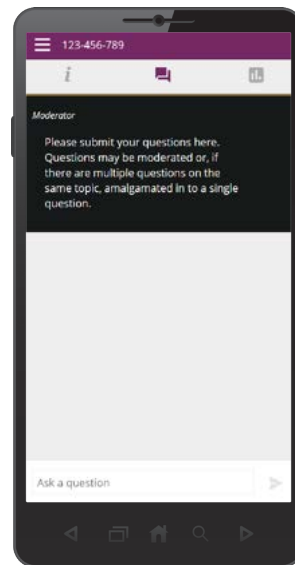 123-456-789
i
Moderator
Please submit your questions here.
Questions may be moderated or, if
there are multiple questions on the
same topic, amalgamated in to a single
question.
Ask a question